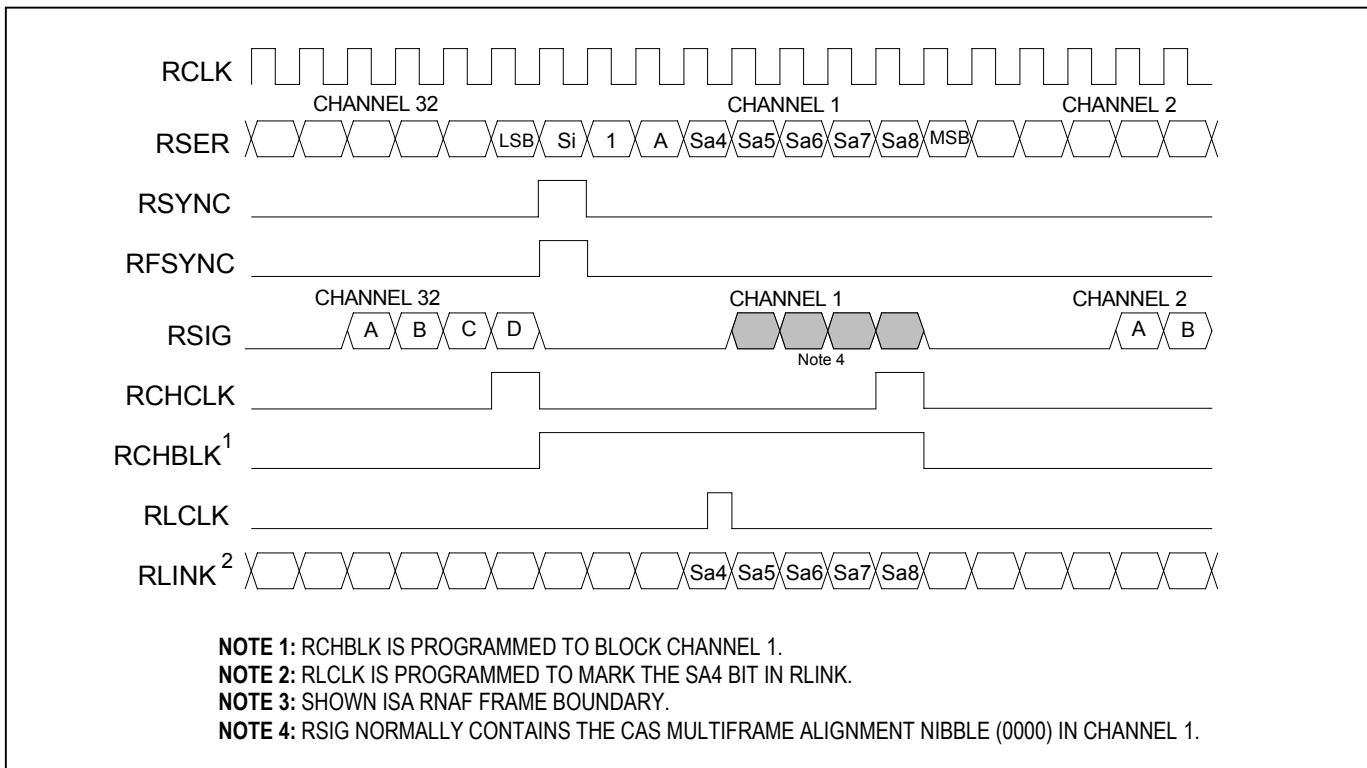 RCLK
CHANNEL 32 CHANNEL 1 CHANNEL 2
RSER LSB Si 1 A Sa4 Sa5 Sa6 Sa7 Sa8 MSB
RSYNC
RFSYNC
CHANNEL 32 CHANNEL 1 CHANNEL 2
RSIG A B C D A B
Note 4
RCHCLK
RCHBLK1
RLCLK
RLINK 2 Sa4 Sa5 Sa6 Sa7 Sa8
NOTE 1: RCHBLK IS PROGRAMMED TO BLOCK CHANNEL 1.
NOTE 2: RLCLK IS PROGRAMMED TO MARK THE SA4 BIT IN RLINK.
NOTE 3: SHOWN ISA RNAF FRAME BOUNDARY.
NOTE 4: RSIG NORMALLY CONTAINS THE CAS MULTIFRAME ALIGNMENT NIBBLE (0000) IN CHANNEL 1.